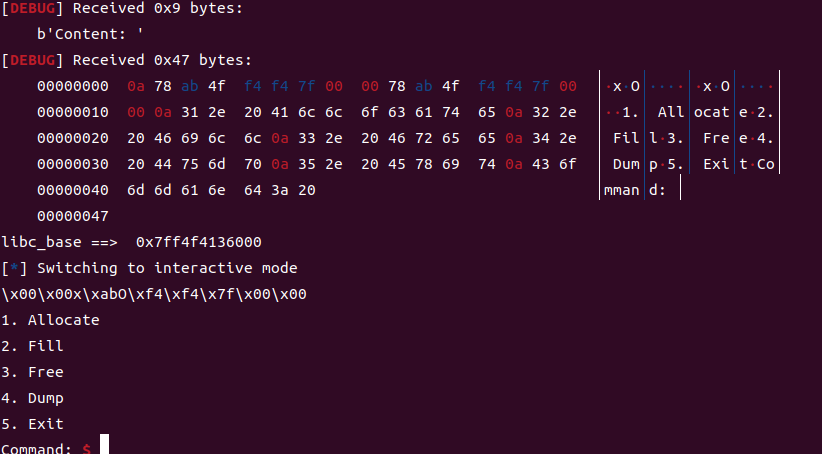 [DEBUG] Received 0x9 bytes:
    b'Content: '
[DEBUG] Received 0x47 bytes:
    00000000  0a 78 ab 4f  f4 f4 7f 00  00 78 ab 4f  f4 f4 7f 00  │·x·O│····│·x·O│····│
    00000010  00 0a 31 2e  20 41 6c 6c  6f 63 61 74  65 0a 32 2e  │··1.│ All│ocat│e·2.│
    00000020  20 46 69 6c  6c 0a 33 2e  20 46 72 65  65 0a 34 2e  │ Fil│l·3.│ Fre│e·4.│
    00000030  20 44 75 6d  70 0a 35 2e  20 45 78 69  74 0a 43 6f  │ Dum│p·5.│ Exi│t·Co│
    00000040  6d 6d 61 6e  64 3a 20                               │mman│d: │
    00000047
libc_base ==>  0x7ff4f4136000
[*] Switching to interactive mode
\x00\x00x\xabO\xf4\xf4\x7f\x00\x00
1. Allocate
2. Fill
3. Free
4. Dump
5. Exit
Command: $